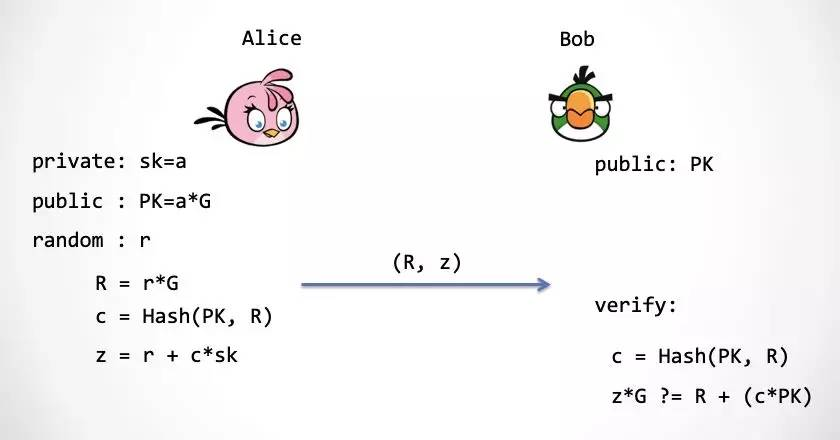 Alice
Bob
private: sk=a
public : PK=a*G
random : r
R = r*G
c = Hash(PK, R)
z = r + c*sk
(R, z)
public: PK
verify:
c = Hash(PK, R)
z*G ?= R + (c*PK)